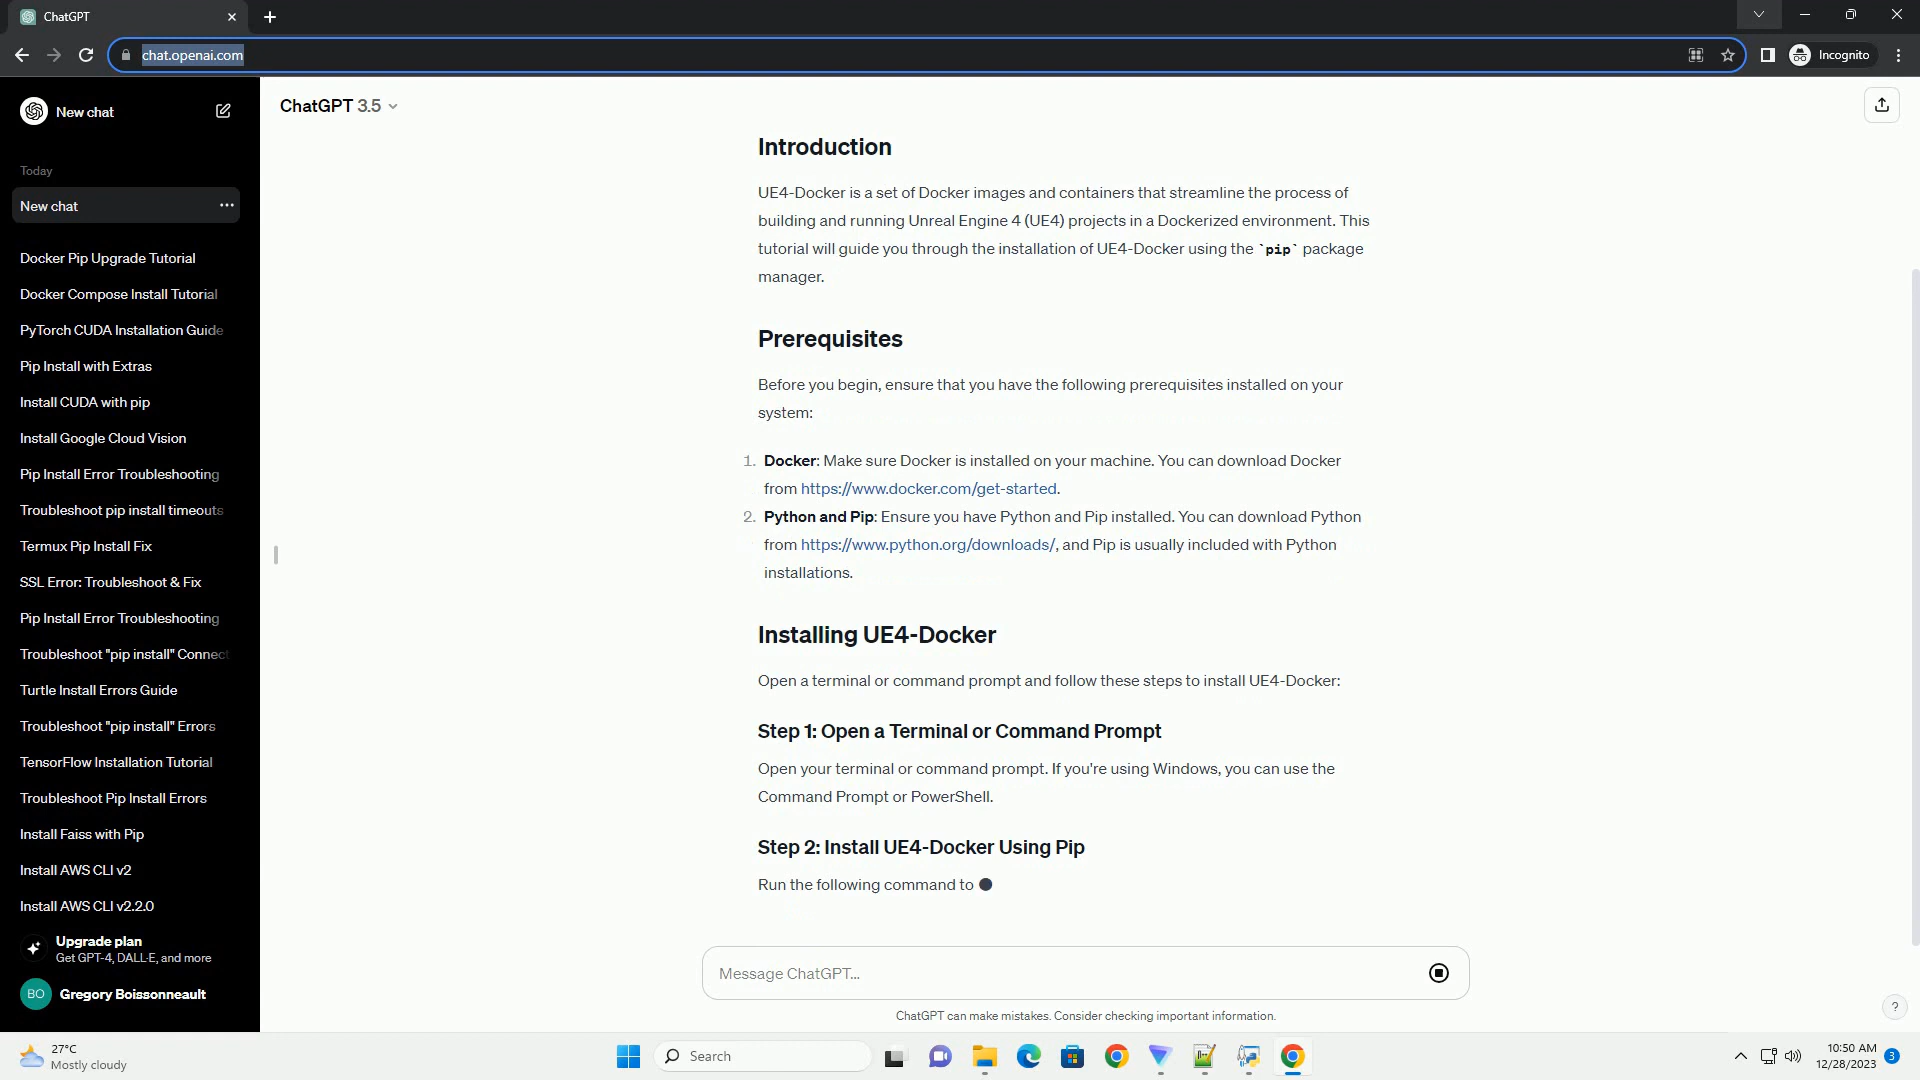 ChatGPT
chat.openai.com
Incognito
New chat
Today
New chat
Docker Pip Upgrade Tutorial
Docker Compose Install Tutorial
PyTorch CUDA Installation Guide
Pip Install with Extras
Install CUDA with pip
Install Google Cloud Vision
Pip Install Error Troubleshooting
Troubleshoot pip install timeouts
Termux Pip Install Fix
SSL Error: Troubleshoot & Fix
Pip Install Error Troubleshooting
Troubleshoot "pip install" Connect
Turtle Install Errors Guide
Troubleshoot "pip install" Errors
TensorFlow Installation Tutorial
Troubleshoot Pip Install Errors
Install Faiss with Pip
Install AWS CLI v2
Install AWS CLI v2.2.0
Upgrade plan
Get GPT-4, DALL·E, and more
BO Gregory Boissonneault
ChatGPT 3.5
Introduction
UE4-Docker is a set of Docker images and containers that streamline the process of
building and running Unreal Engine 4 (UE4) projects in a Dockerized environment. This
tutorial will guide you through the installation of UE4-Docker using the `pip` package
manager.
Prerequisites
Before you begin, ensure that you have the following prerequisites installed on your
system:
1. Docker: Make sure Docker is installed on your machine. You can download Docker
from https://www.docker.com/get-started.
2. Python and Pip: Ensure you have Python and Pip installed. You can download Python
from https://www.python.org/downloads/, and Pip is usually included with Python
installations.
Installing UE4-Docker
Open a terminal or command prompt and follow these steps to install UE4-Docker:
Step 1: Open a Terminal or Command Prompt
Open your terminal or command prompt. If you're using Windows, you can use the
Command Prompt or PowerShell.
Step 2: Install UE4-Docker Using Pip
Run the following command to
Message ChatGPT...
ChatGPT can make mistakes. Consider checking important information.
?
27°C
Mostly cloudy
Search
10:50 AM
12/28/2023
3